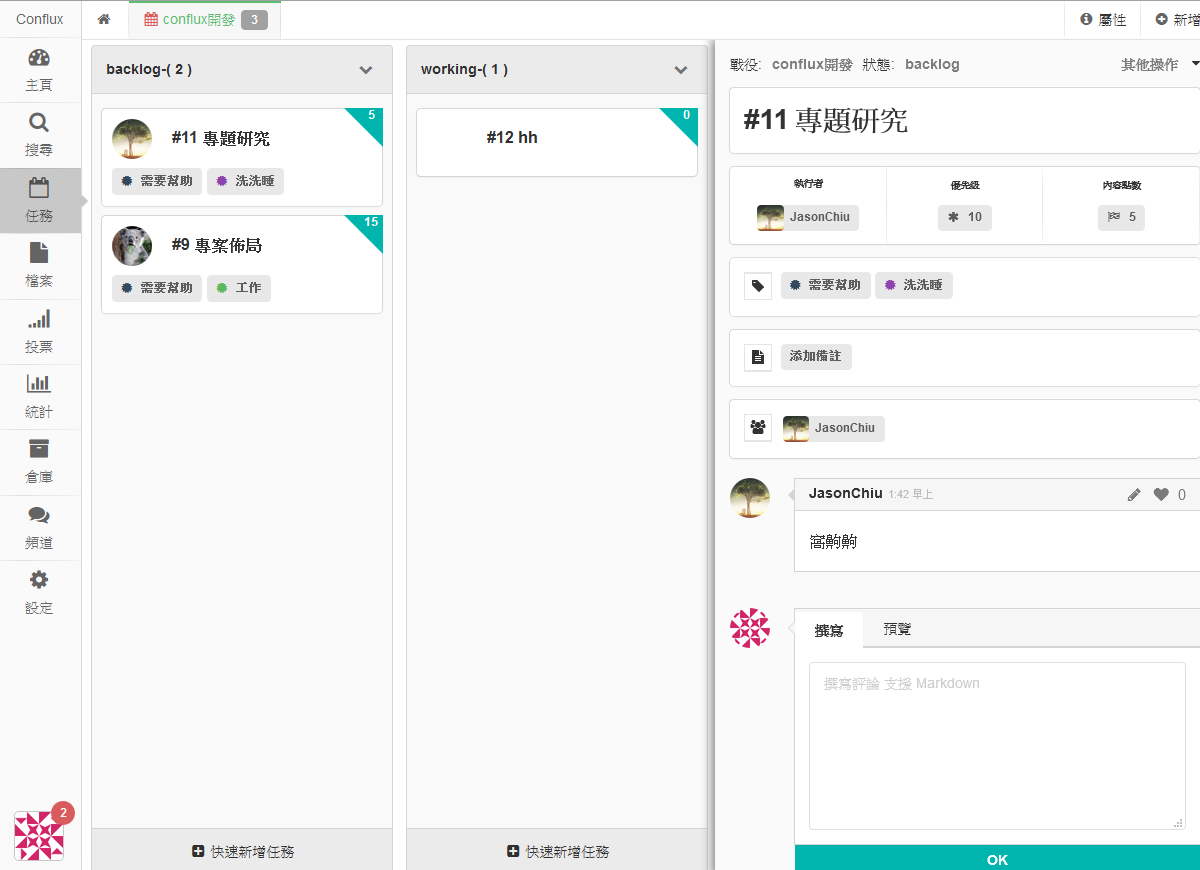 Conflux
conflux開發 3
屬性
新增
主頁
搜尋
任務
檔案
投票
統計
倉庫
頻道
設定
2
backlog-( 2 )
5
#11 專題研究
需要幫助 洗洗睡
15
#9 專案佈局
需要幫助 工作
快速新增任務
working-( 1 )
0
#12 hh
快速新增任務
戰役: conflux開發 狀態: backlog 其他操作
#11 專題研究
執行者 優先級 內容點數
JasonChiu 10 5
需要幫助 洗洗睡
添加備註
JasonChiu
JasonChiu 1:42 早上 0
窩齁齁
撰寫 預覽
撰寫評論 支援 Markdown
OK